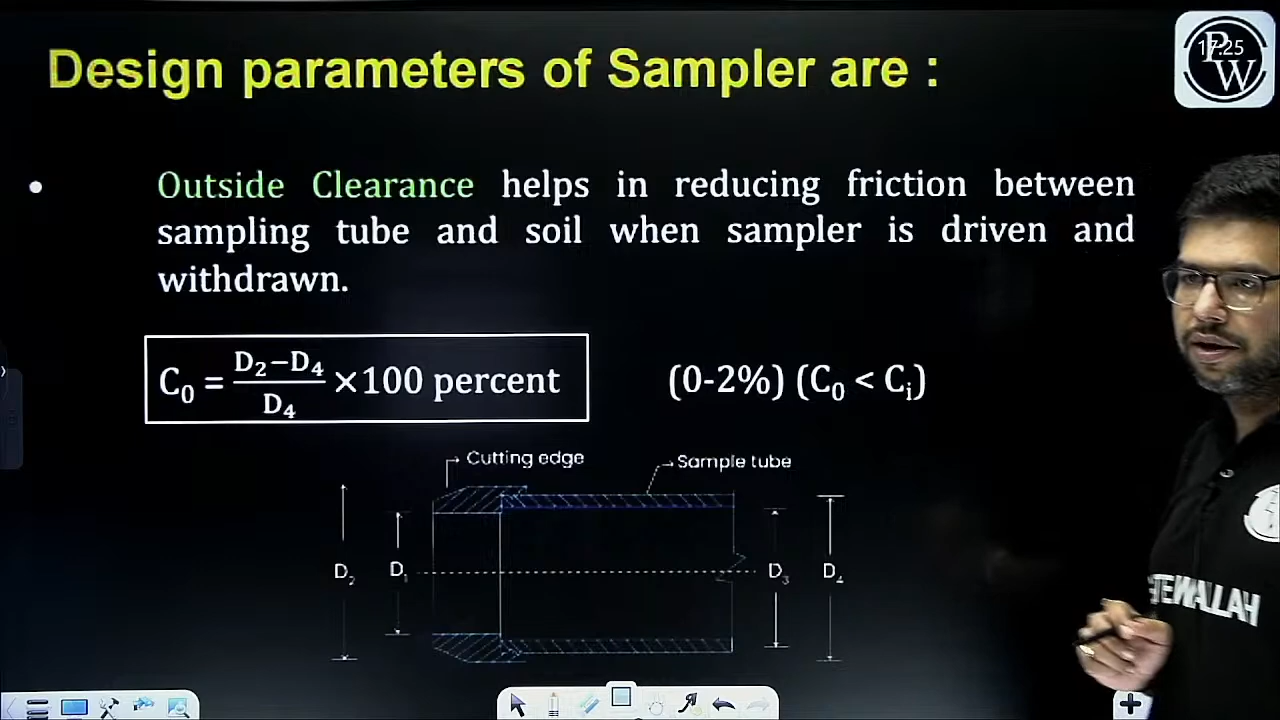 Design parameters of Sampler are :
17:25
P
W
• Outside Clearance helps in reducing friction between
sampling tube and soil when sampler is driven and
withdrawn.
C₀ = D₂−D₄/D₄ ×100 percent (0-2%) (C₀ < Cᵢ)
Cutting edge
Sample tube
D₂ D₁ D₃ D₄
TEWALLAH